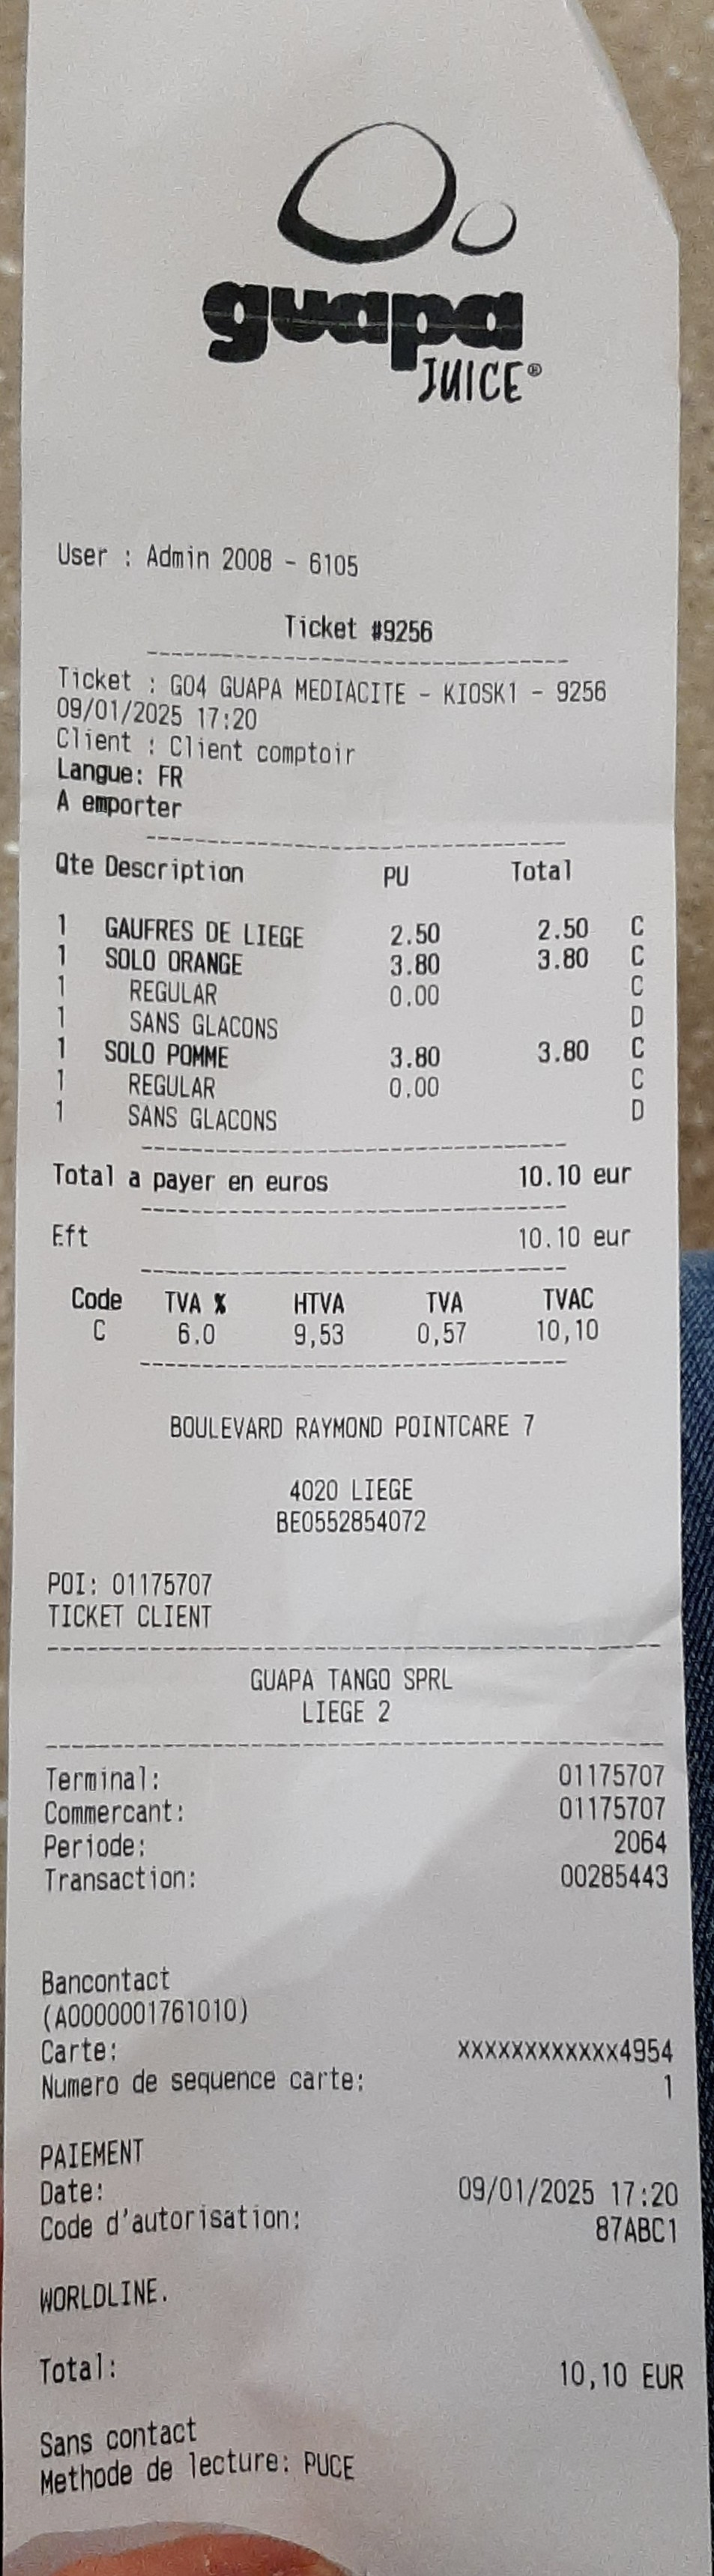 guapa
JUICE®
User : Admin 2008 - 6105
Ticket #9256
Ticket : G04 GUAPA MEDIACITE - KIOSK1 - 9256
09/01/2025 17:20
Client : Client comptoir
Langue: FR
A emporter
Qte Description PU Total
1 GAUFRES DE LIEGE 2.50 2.50 C
1 SOLO ORANGE 3.80 3.80 C
1 REGULAR 0.00 C
1 SANS GLACONS D
1 SOLO POMME 3.80 3.80 C
1 REGULAR 0.00 C
1 SANS GLACONS D
Total a payer en euros 10.10 eur
Eft 10.10 eur
Code TVA % HTVA TVA TVAC
C 6.0 9,53 0,57 10,10
BOULEVARD RAYMOND POINTCARE 7
4020 LIEGE
BE0552854072
POI: 01175707
TICKET CLIENT
GUAPA TANGO SPRL
LIEGE 2
Terminal: 01175707
Commercant: 01175707
Periode: 2064
Transaction: 00285443
Bancontact
(A0000001761010)
Carte: xxxxxxxxxxxx4954
Numero de sequence carte: 1
PAIEMENT
Date: 09/01/2025 17:20
Code d'autorisation: 87ABC1
WORLDLINE.
Total: 10,10 EUR
Sans contact
Methode de lecture: PUCE